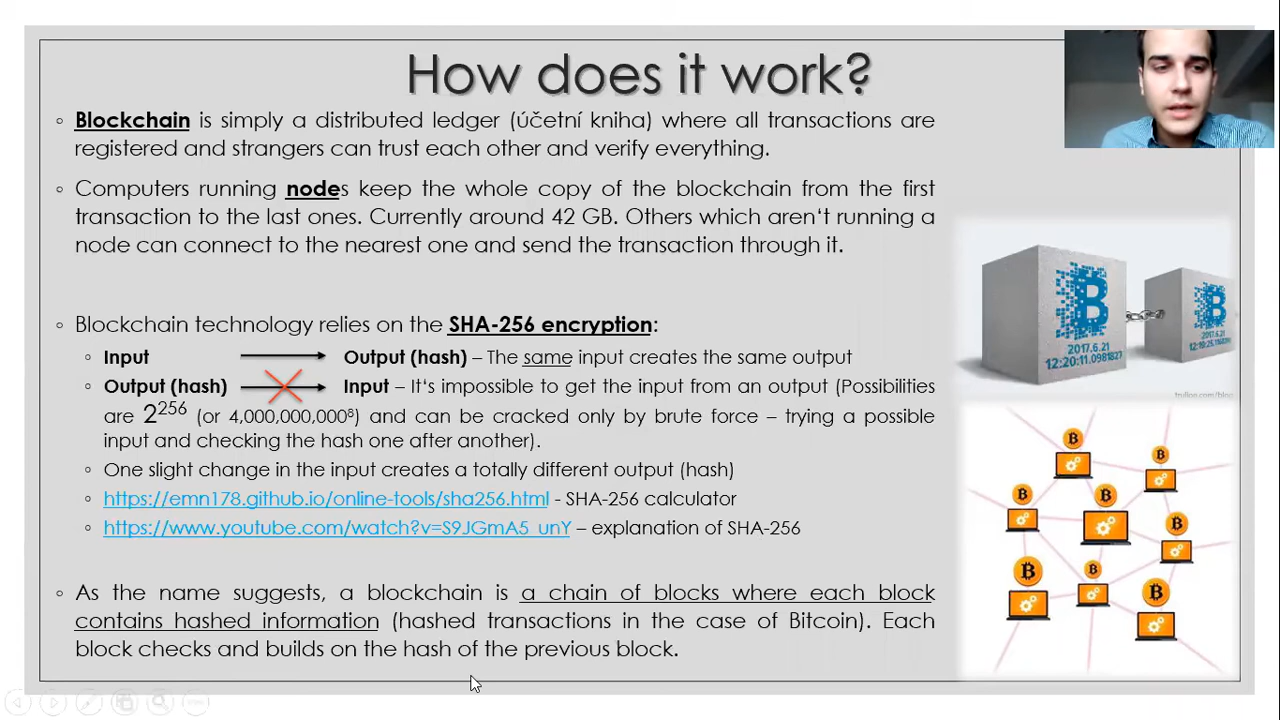 How does it work?
Blockchain is simply a distributed ledger (účetní kniha) where all transactions are
registered and strangers can trust each other and verify everything.
Computers running nodes keep the whole copy of the blockchain from the first
transaction to the last ones. Currently around 42 GB. Others which aren‘t running a
node can connect to the nearest one and send the transaction through it.
Blockchain technology relies on the SHA-256 encryption:
Input Output (hash) – The same input creates the same output
Output (hash) Input – It‘s impossible to get the input from an output (Possibilities
are 2²⁵⁶ (or 4,000,000,000⁸) and can be cracked only by brute force – trying a possible
input and checking the hash one after another).
One slight change in the input creates a totally different output (hash)
https://emn178.github.io/online-tools/sha256.html - SHA-256 calculator
https://www.youtube.com/watch?v=S9JGmA5_unY – explanation of SHA-256
As the name suggests, a blockchain is a chain of blocks where each block
contains hashed information (hashed transactions in the case of Bitcoin). Each
block checks and builds on the hash of the previous block.
2017.6.21
12:20:11.0981827
2017.6.21
trullion.com/blog